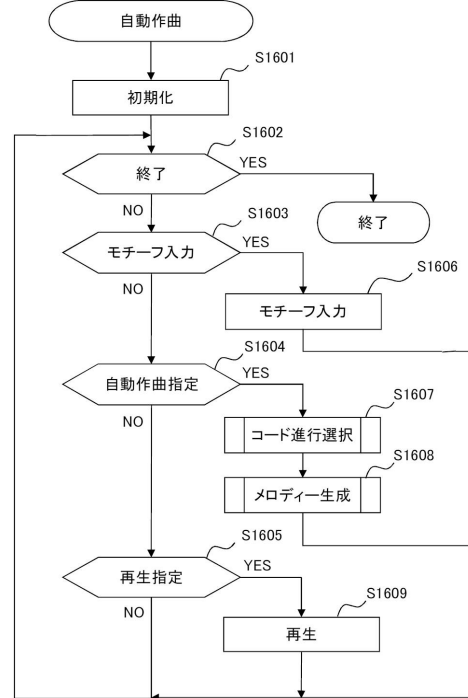 自動作曲
S1601
初期化
S1602
終了
YES
NO
終了
S1603
モチーフ入力
YES
NO
S1606
モチーフ入力
S1604
自動作曲指定
YES
NO
S1607
コード進行選択
S1608
メロディー生成
S1605
再生指定
YES
NO
S1609
再生